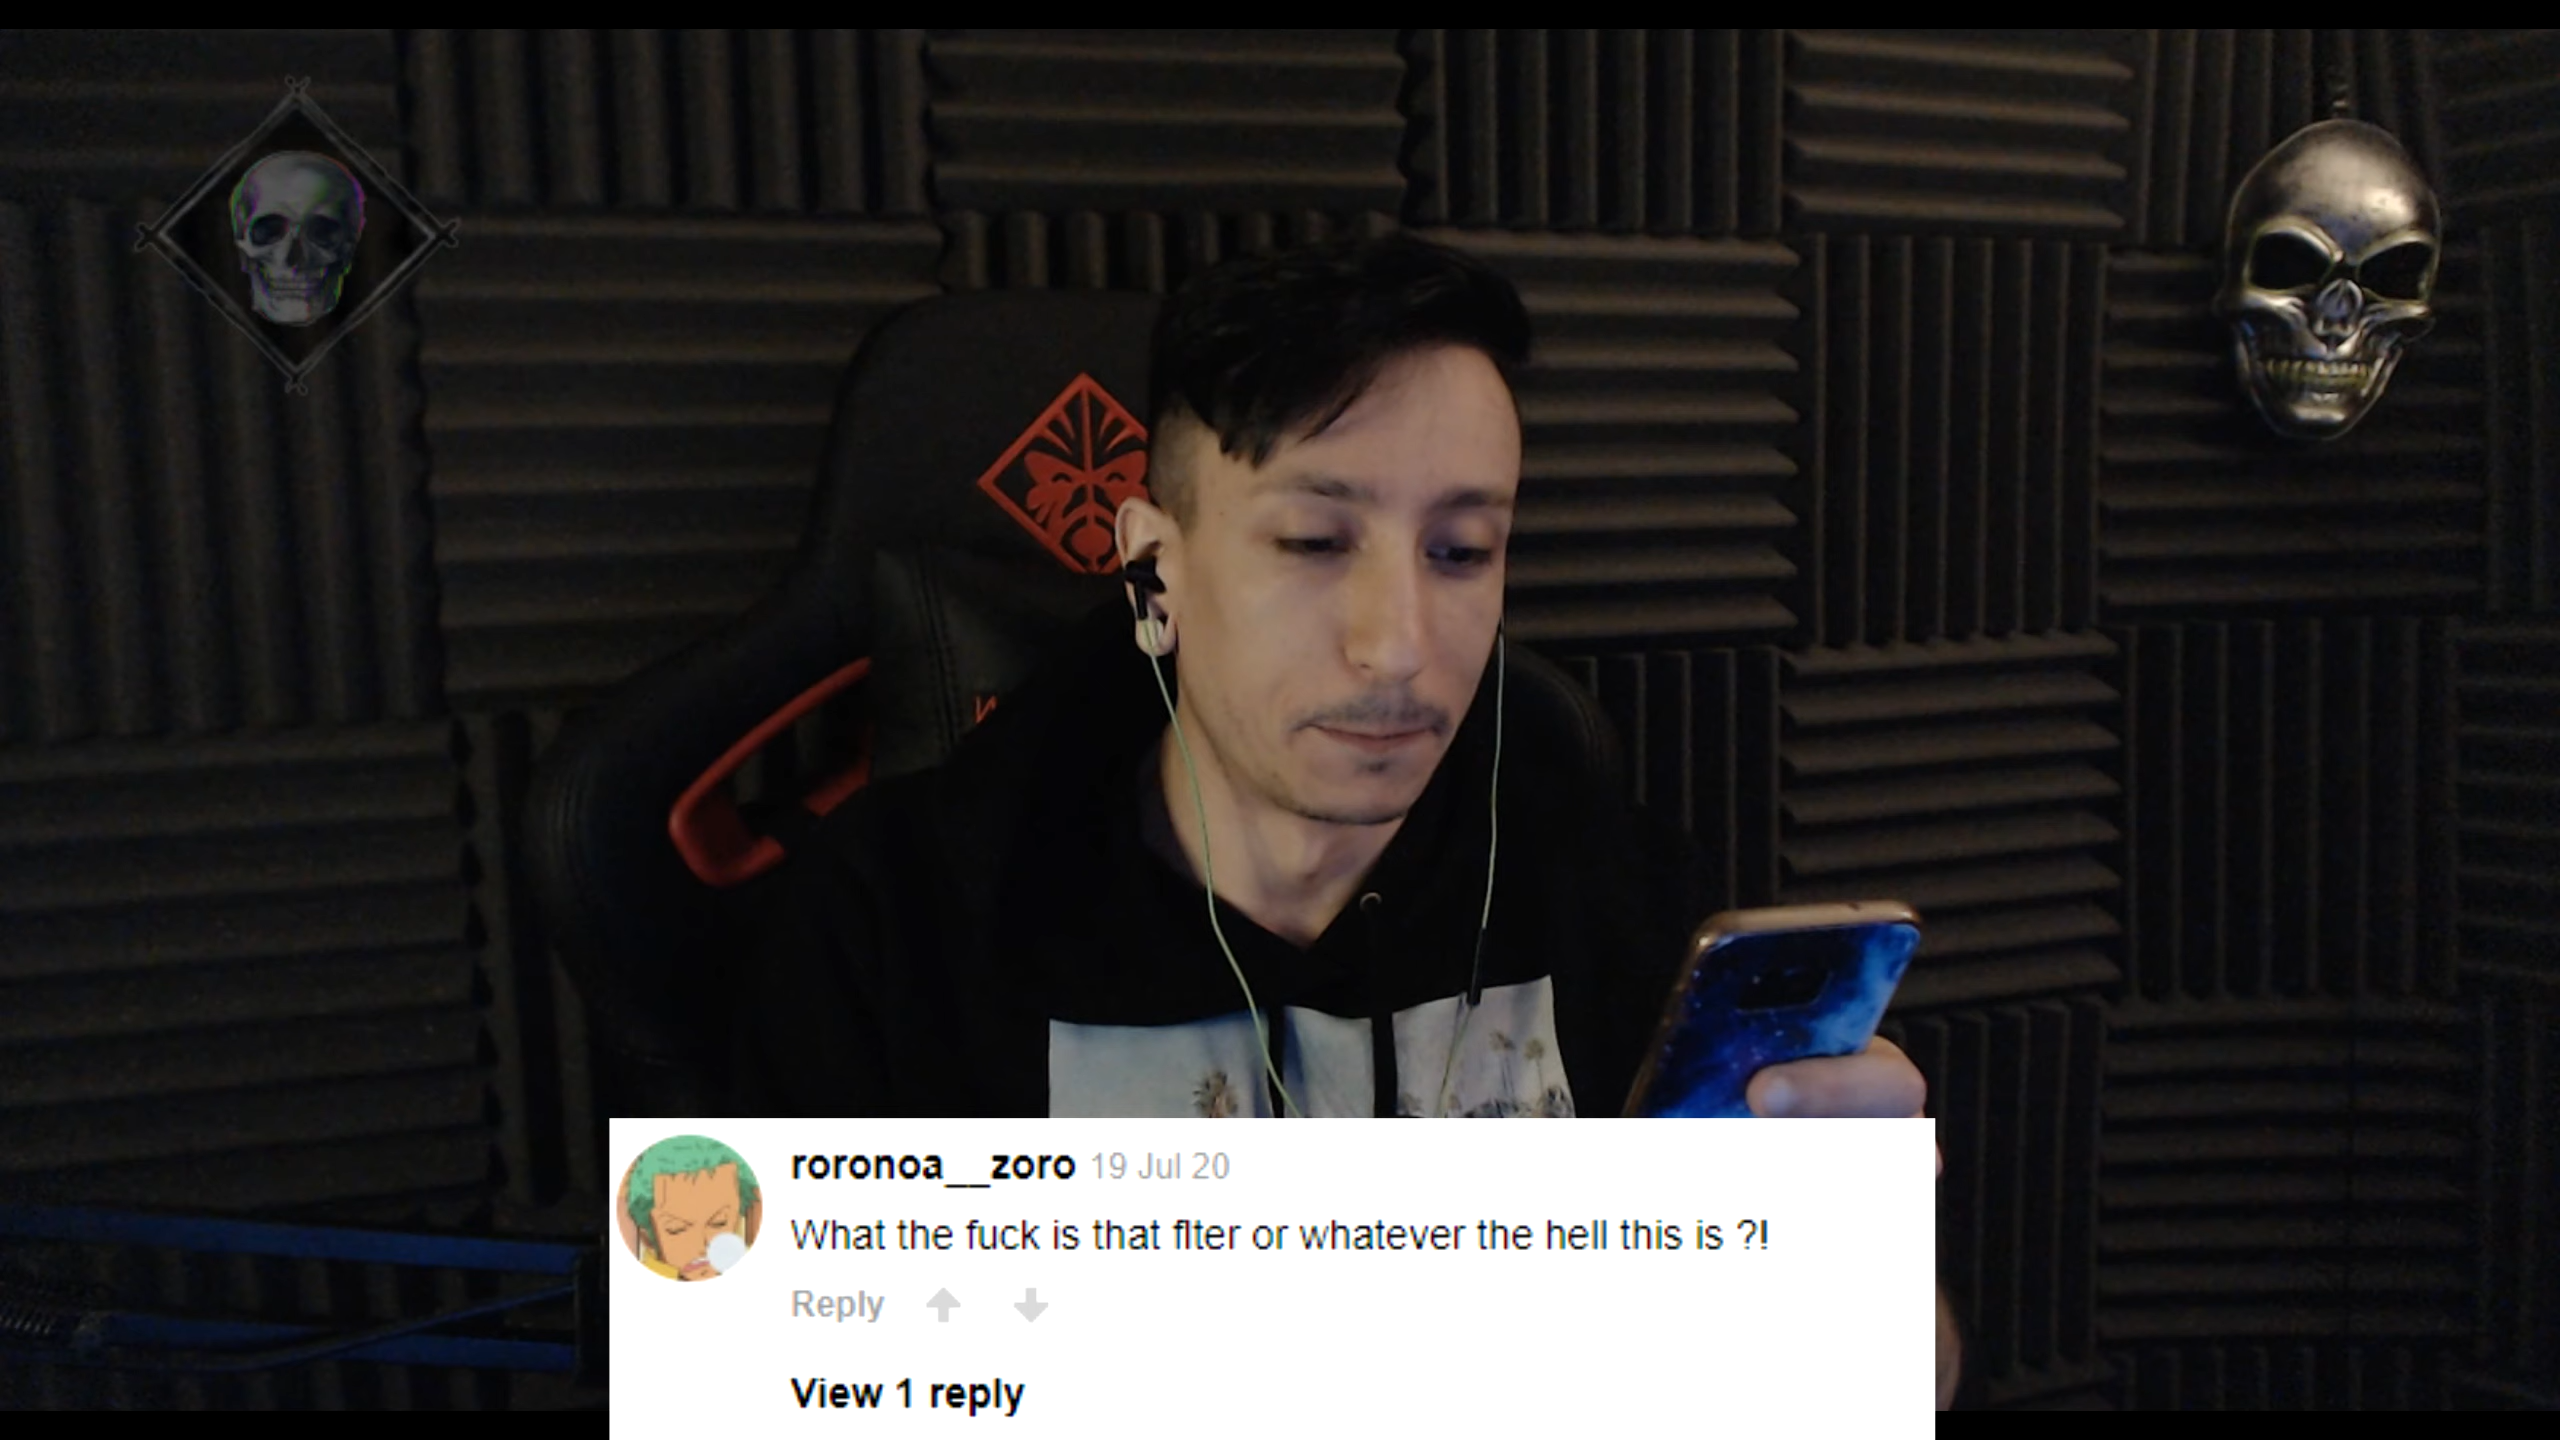 roronoa__zoro 19 Jul 20
What the fuck is that flter or whatever the hell this is ?!
Reply
View 1 reply